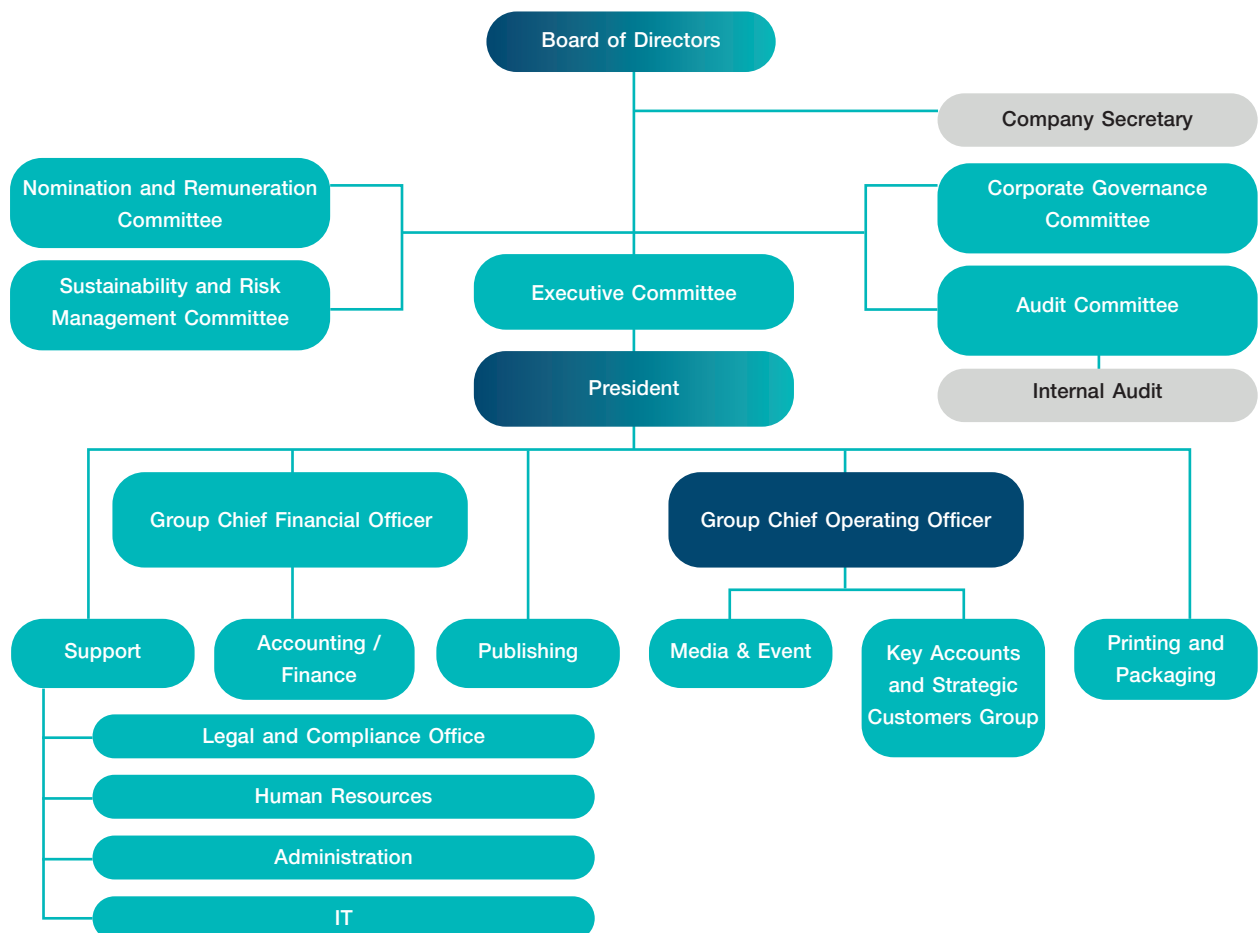 Board of Directors
Company Secretary
Nomination and Remuneration
Committee
Corporate Governance
Committee
Sustainability and Risk
Management Committee
Executive Committee
Audit Committee
President
Internal Audit
Group Chief Financial Officer
Group Chief Operating Officer
Support
Accounting /
Finance
Publishing
Media & Event
Key Accounts
and Strategic
Customers Group
Printing and
Packaging
Legal and Compliance Office
Human Resources
Administration
IT